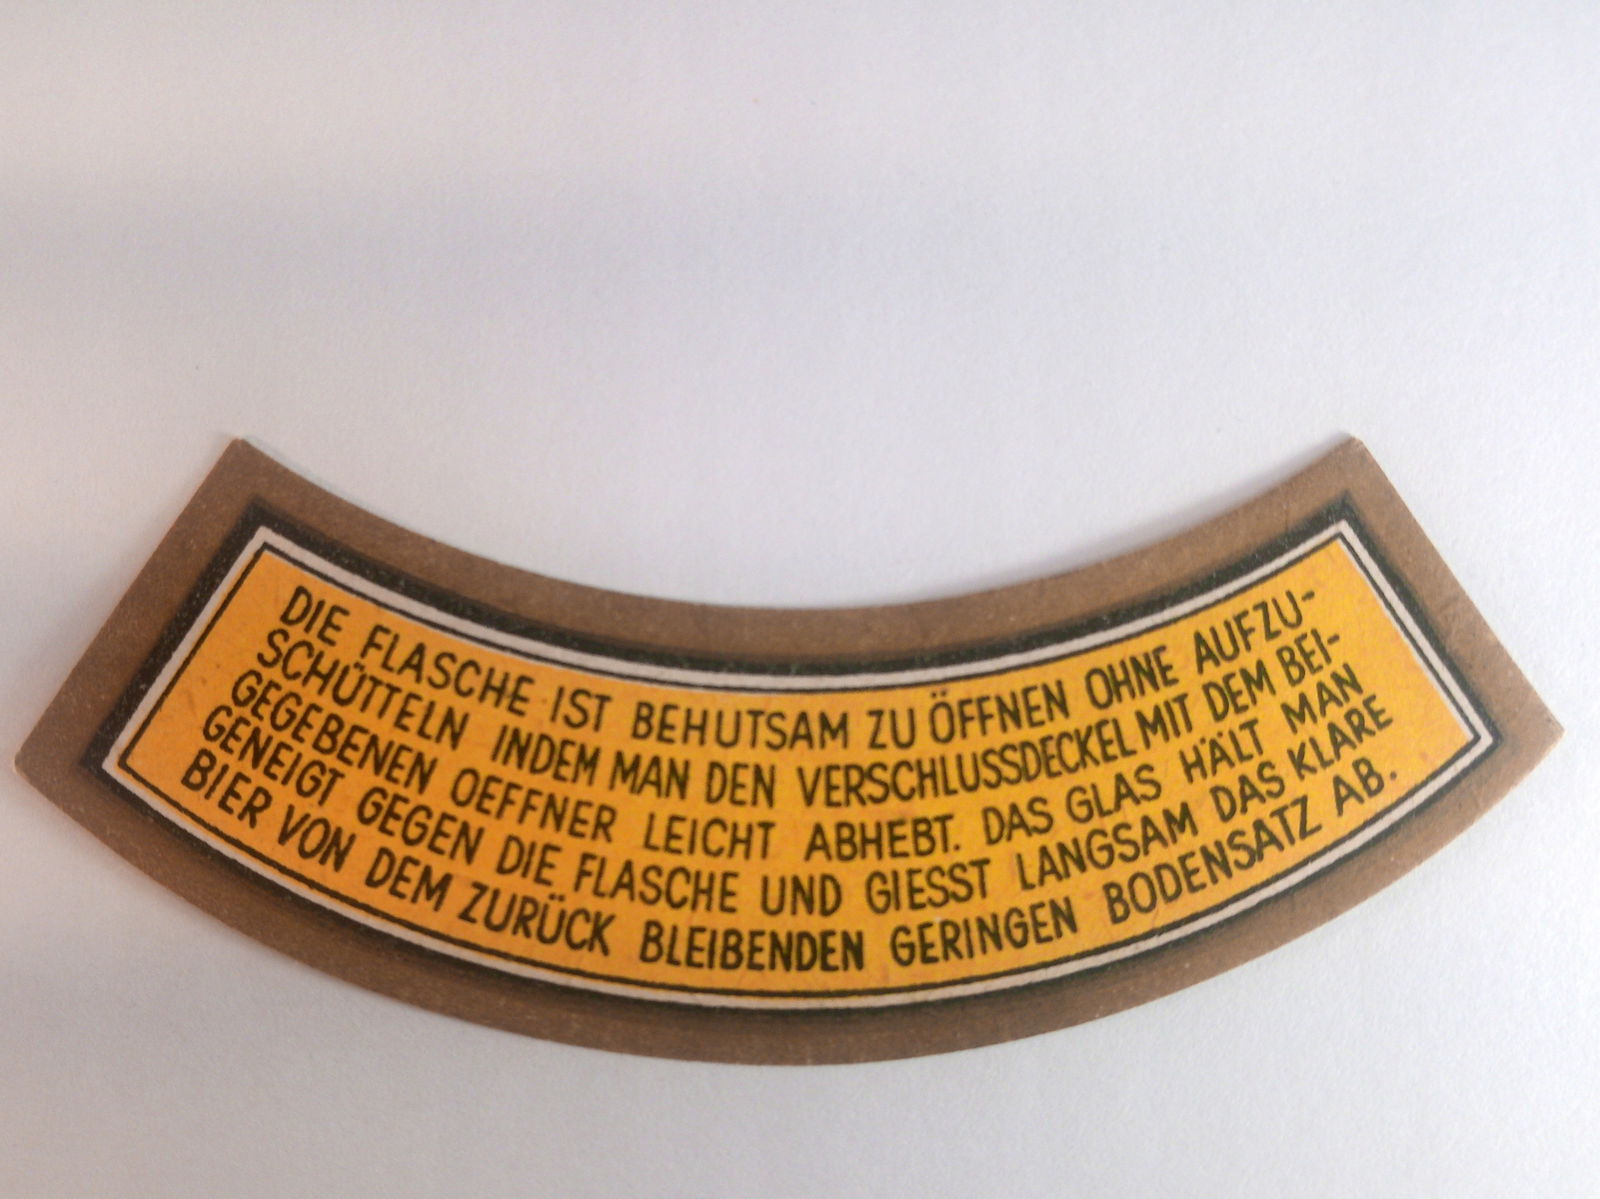 DIE FLASCHE IST BEHUTSAM ZU ÖFFNEN OHNE AUFZU-
SCHÜTTELN INDEM MAN DEN VERSCHLUSSDECKEL MIT DEM BEI-
GEGEBENEN OEFFNER LEICHT ABHEBT. DAS GLAS HÄLT MAN
GENEIGT GEGEN DIE FLASCHE UND GIESST LANGSAM DAS KLARE
BIER VON DEM ZURÜCK BLEIBENDEN GERINGEN BODENSATZ AB.